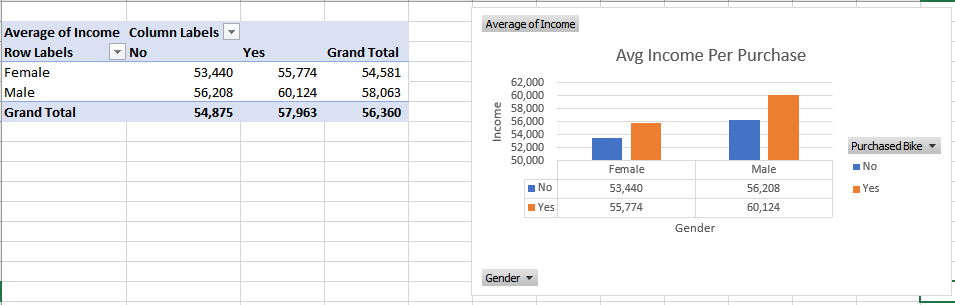 Average of Income Column Labels
Row Labels No Yes Grand Total
Female 53,440 55,774 54,581
Male 56,208 60,124 58,063
Grand Total 54,875 57,963 56,360
Average of Income
Avg Income Per Purchase
Income
62,000
60,000
58,000
56,000
54,000
52,000
50,000
Female Male
No 53,440 56,208
Yes 55,774 60,124
Gender
Purchased Bike
No
Yes
Gender